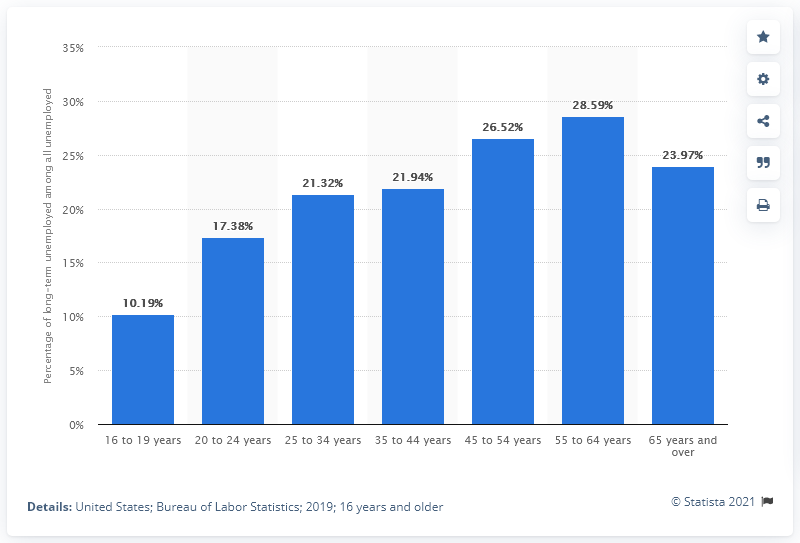 Percentage of long-term unemployed among all unemployed
35%
30%
25%
20%
15%
10%
5%
0%
10.19%
17.38%
21.32%
21.94%
26.52%
28.59%
23.97%
16 to 19 years
20 to 24 years
25 to 34 years
35 to 44 years
45 to 54 years
55 to 64 years
65 years and
over
Details: United States; Bureau of Labor Statistics; 2019; 16 years and older
© Statista 2021